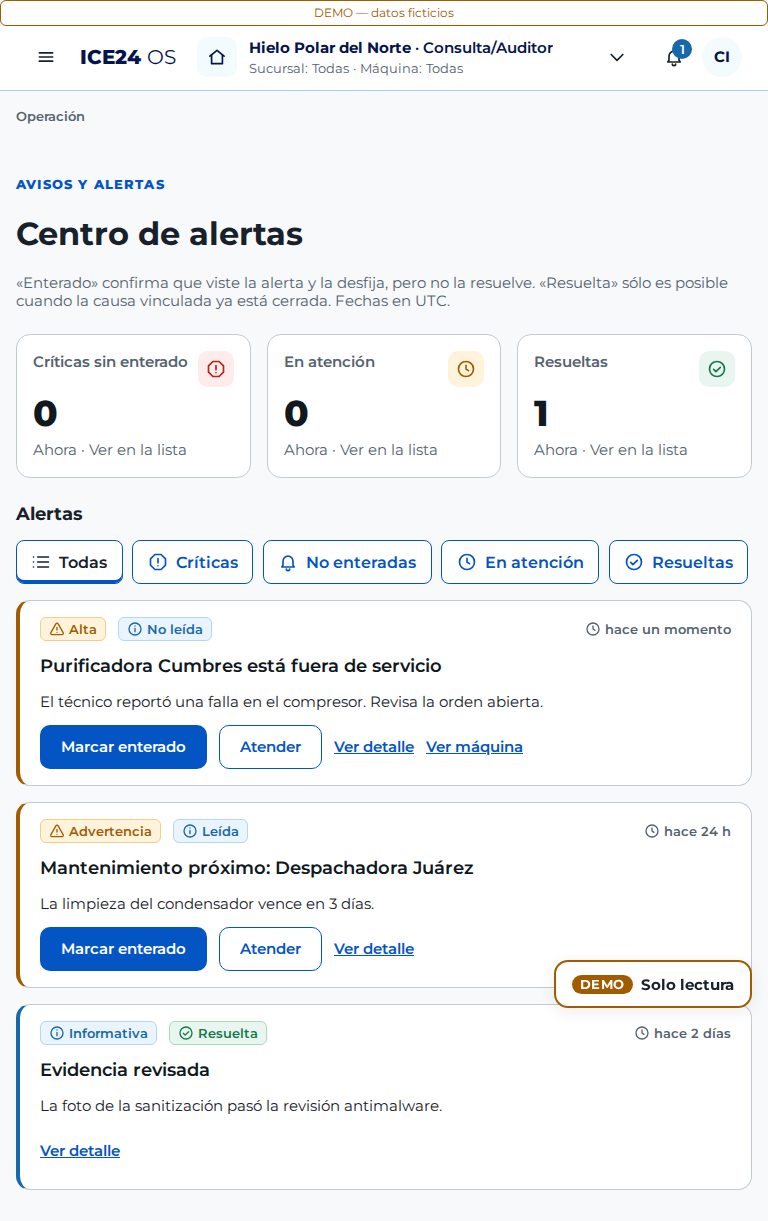 DEMO — datos ficticios
ICE24 OS
Hielo Polar del Norte · Consulta/Auditor
Sucursal: Todas · Máquina: Todas
1
CI
Operación
AVISOS Y ALERTAS
Centro de alertas
«Enterado» confirma que viste la alerta y la desfija, pero no la resuelve. «Resuelta» sólo es posible
cuando la causa vinculada ya está cerrada. Fechas en UTC.
Críticas sin enterado
0
Ahora · Ver en la lista
En atención
0
Ahora · Ver en la lista
Resueltas
1
Ahora · Ver en la lista
Alertas
Todas
Críticas
No enteradas
En atención
Resueltas
Alta
No leída
hace un momento
Purificadora Cumbres está fuera de servicio
El técnico reportó una falla en el compresor. Revisa la orden abierta.
Marcar enterado
Atender
Ver detalle
Ver máquina
Advertencia
Leída
hace 24 h
Mantenimiento próximo: Despachadora Juárez
La limpieza del condensador vence en 3 días.
Marcar enterado
Atender
Ver detalle
DEMO Solo lectura
Informativa
Resuelta
hace 2 días
Evidencia revisada
La foto de la sanitización pasó la revisión antimalware.
Ver detalle